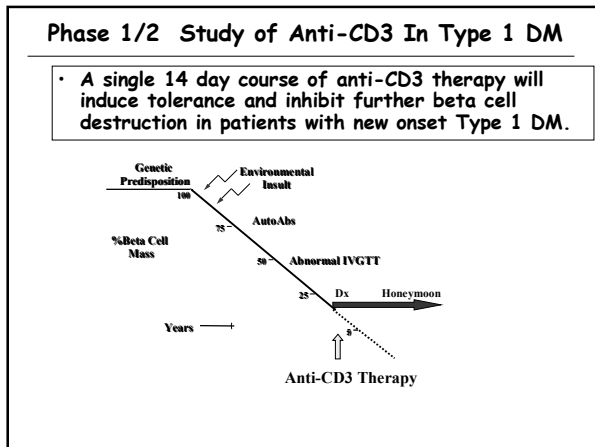 Phase 1/2 Study of Anti-CD3 In Type 1 DM
• A single 14 day course of anti-CD3 therapy will
induce tolerance and inhibit further beta cell
destruction in patients with new onset Type 1 DM.
Genetic
Predisposition
Environmental
Insult
100
AutoAbs
75
%Beta Cell
Mass
Abnormal IVGTT
50
25
Dx
Honeymoon
Years
Anti-CD3 Therapy